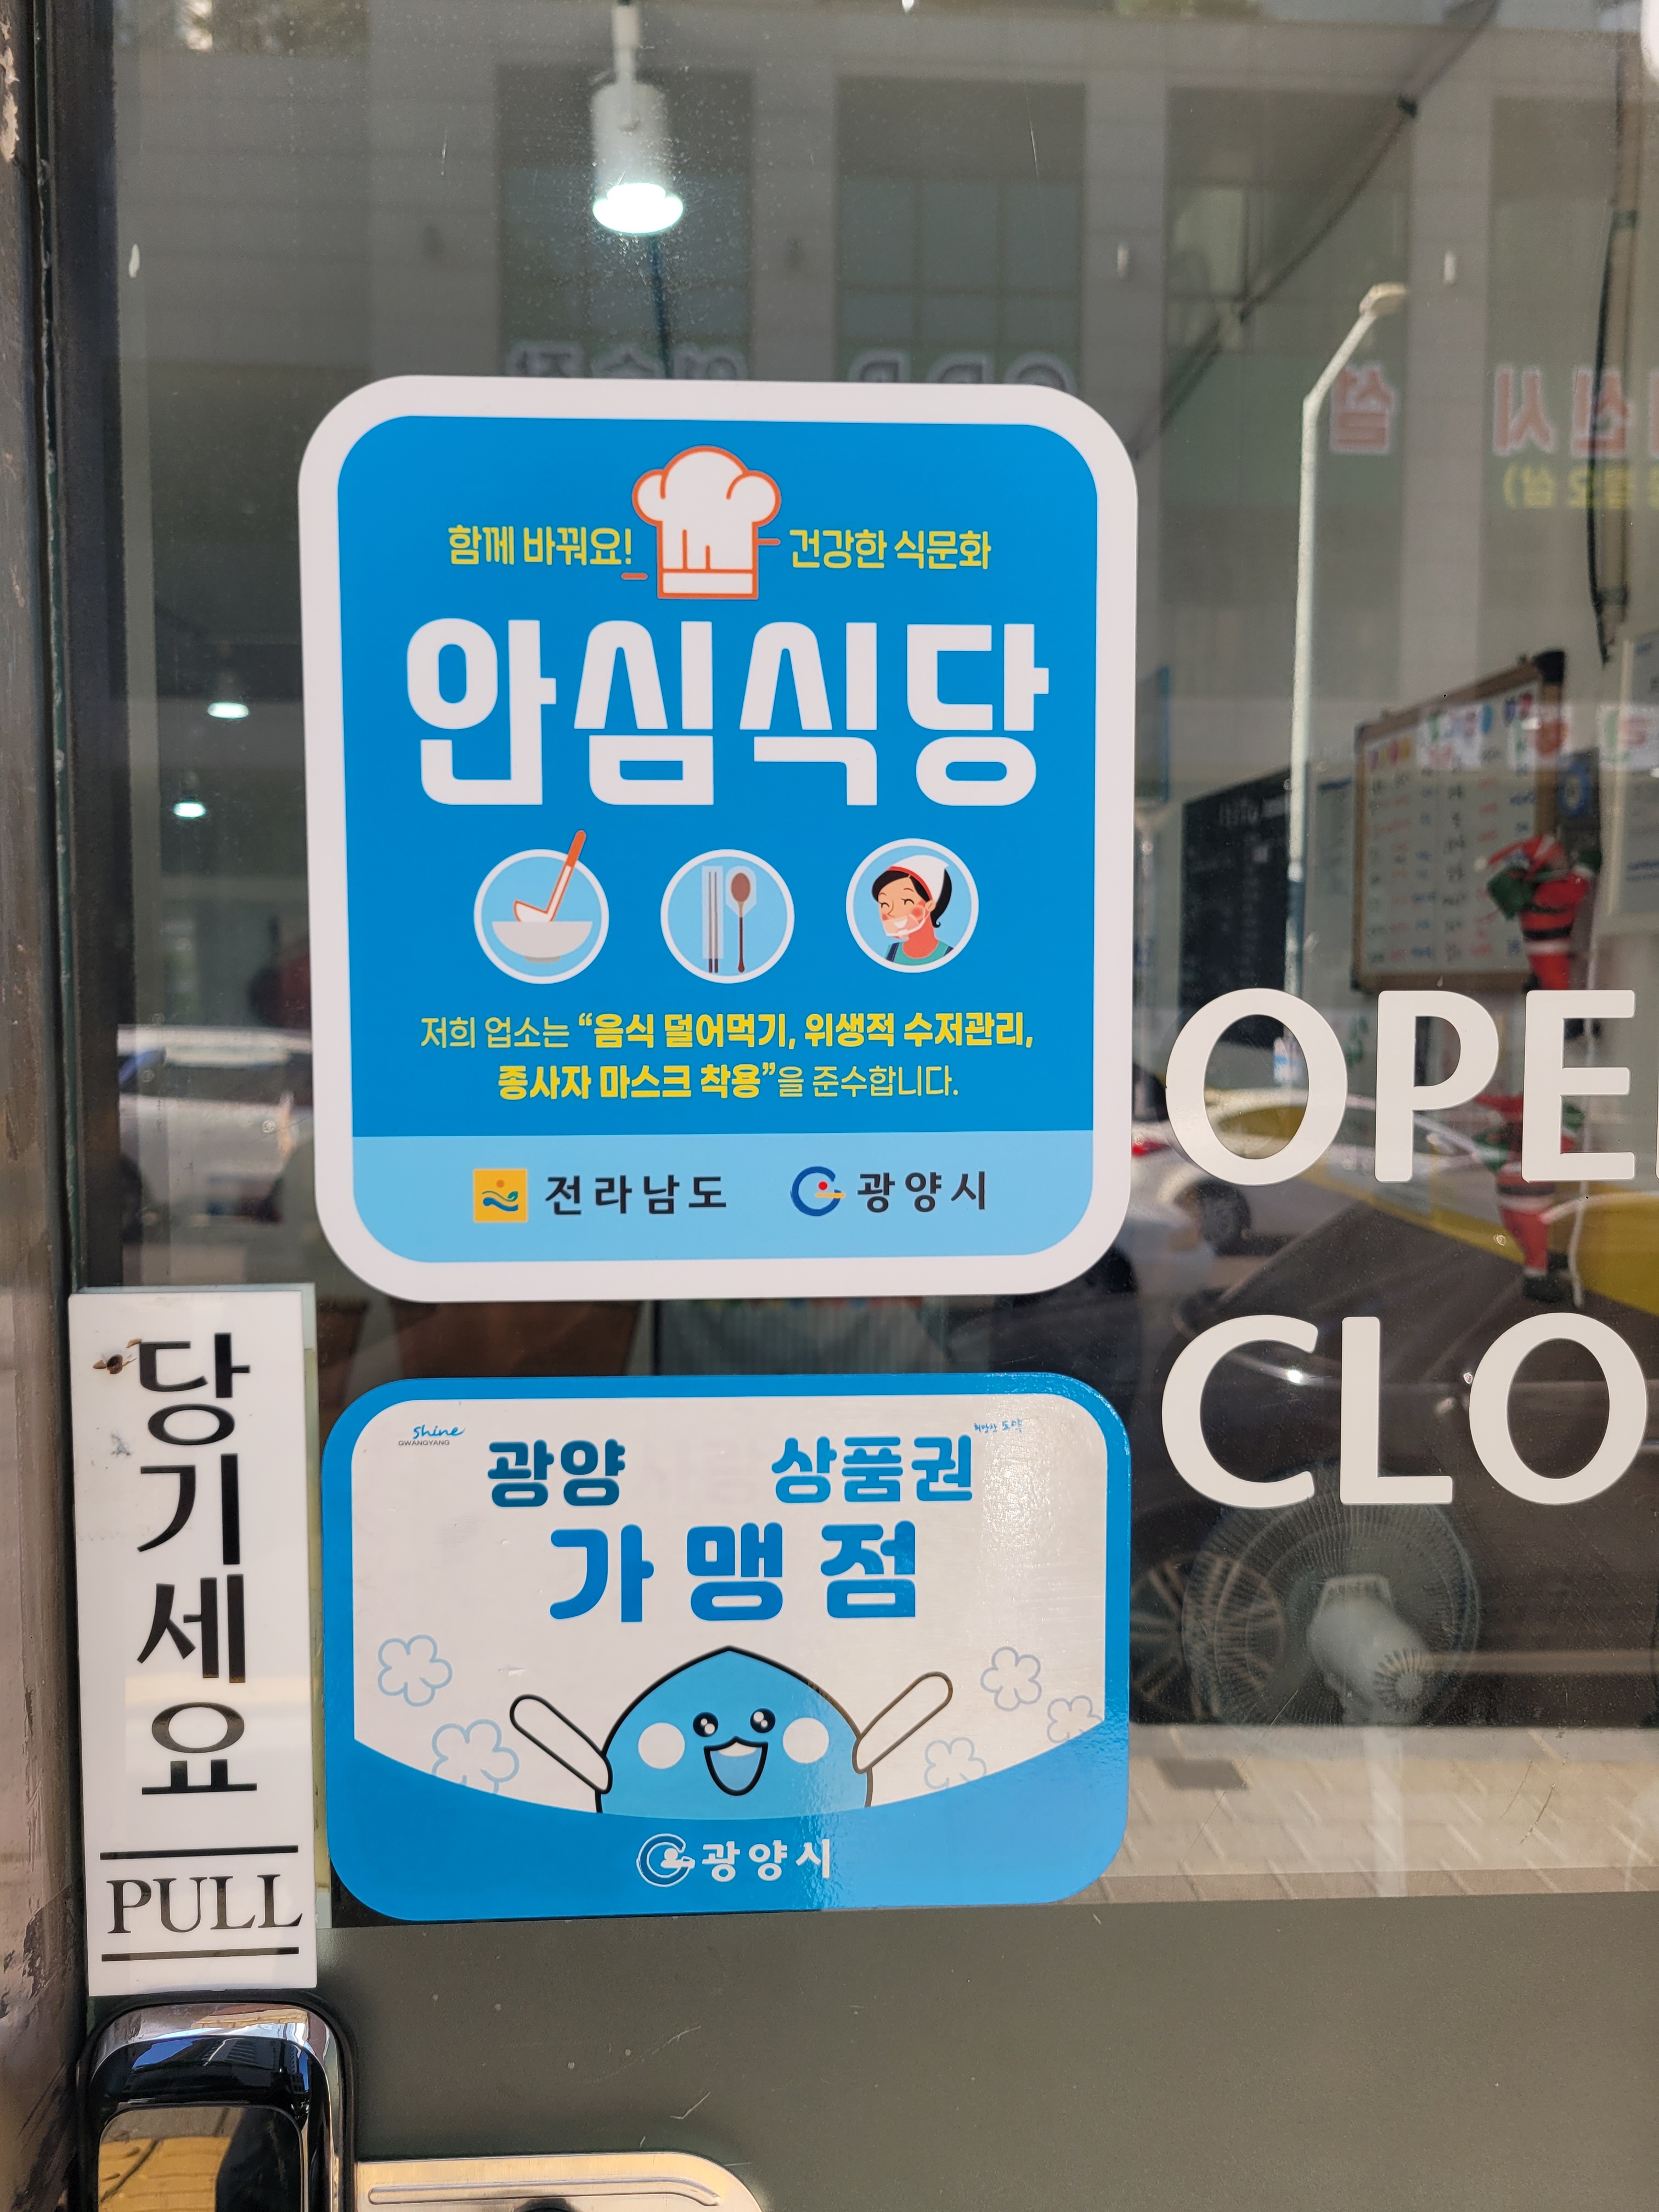 함께 바꿔요! 건강한 식문화
안심식당
저희 업소는 “음식 덜어먹기, 위생적 수저관리,
종사자 마스크 착용”을 준수합니다.
전라남도 광양시
OPE
CLO
당기세요
PULL
shine
GWANGYANG
광양 상품권
가맹점
광양시